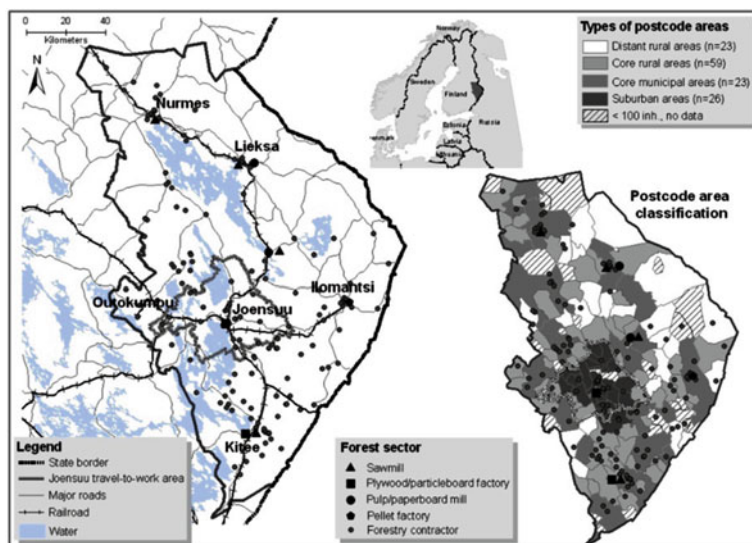 0 20 40
Kilometers
N
Nurmes
Lieksa
Outokumpu
Joensuu
Ilomantsi
Kitee
Legend
State border
Joensuu travel-to-work area
Major roads
Railroad
Water
Norway
Sweden
Finland
Russia
Estonia
Latvia
Lithuania
Types of postcode areas
Distant rural areas (n=23)
Core rural areas (n=59)
Core municipal areas (n=23)
Suburban areas (n=26)
< 100 inh., no data
Postcode area
classification
Forest sector
Sawmill
Plywood/particleboard factory
Pulp/paperboard mill
Pellet factory
Forestry contractor